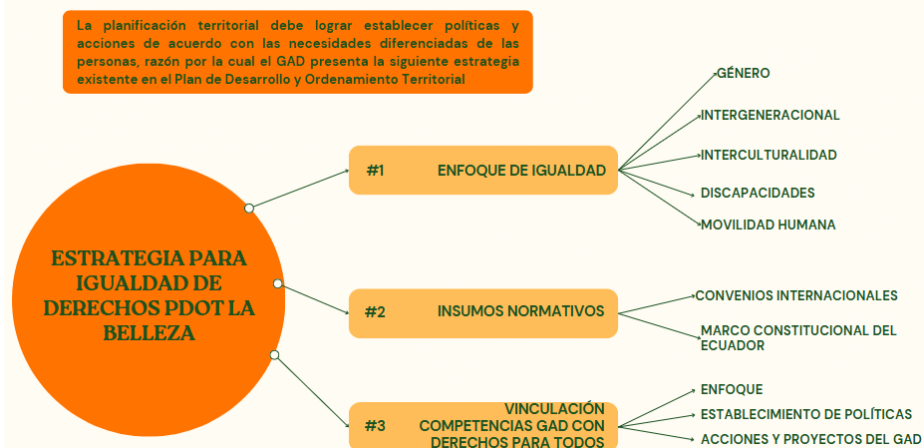 La planificación territorial debe lograr establecer políticas y
acciones de acuerdo con las necesidades diferenciadas de las
personas, razón por la cual el GAD presenta la siguiente estrategia
existente en el Plan de Desarrollo y Ordenamiento Territorial
ESTRATEGIA PARA
IGUALDAD DE
DERECHOS PDOT LA
BELLEZA
#1 ENFOQUE DE IGUALDAD
GÉNERO
INTERGENERACIONAL
INTERCULTURALIDAD
DISCAPACIDADES
MOVILIDAD HUMANA
#2 INSUMOS NORMATIVOS
CONVENIOS INTERNACIONALES
MARCO CONSTITUCIONAL DEL
ECUADOR
#3 VINCULACIÓN
COMPETENCIAS GAD CON
DERECHOS PARA TODOS
ENFOQUE
ESTABLECIMIENTO DE POLÍTICAS
ACCIONES Y PROYECTOS DEL GAD